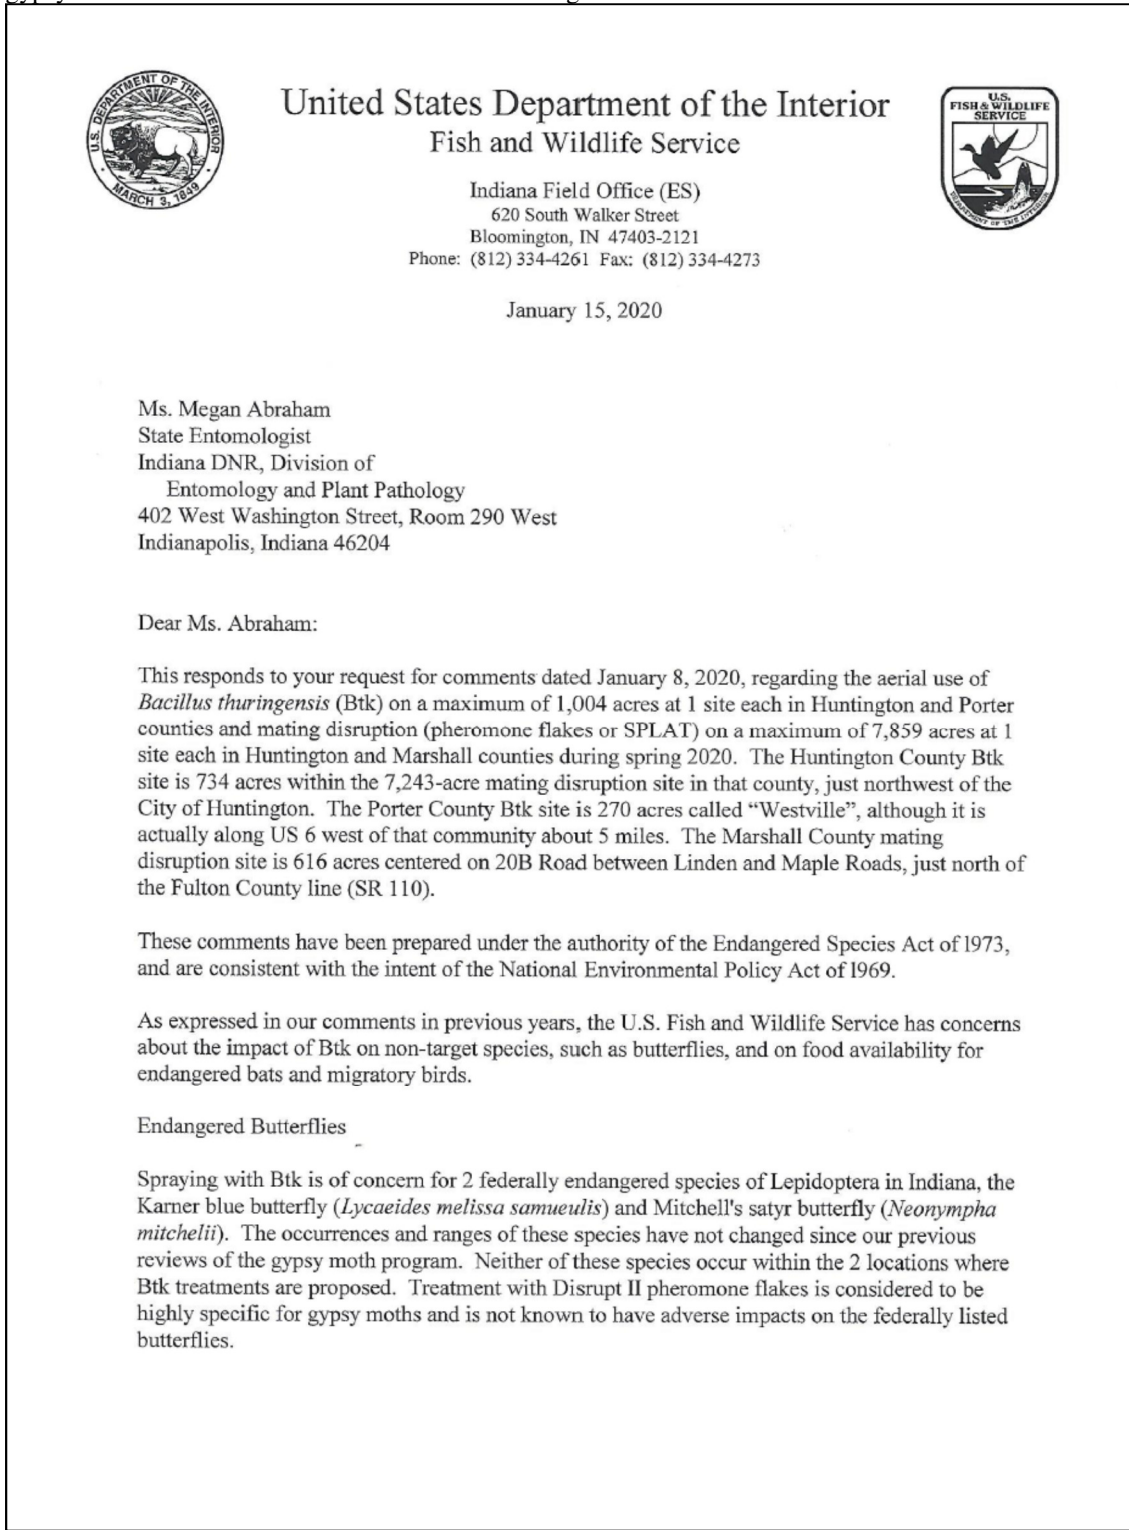 U.S. DEPARTMENT OF THE INTERIOR
MARCH 3, 1849
United States Department of the Interior
Fish and Wildlife Service
U.S.
FISH & WILDLIFE
SERVICE
DEPARTMENT OF THE INTERIOR
Indiana Field Office (ES)
620 South Walker Street
Bloomington, IN 47403-2121
Phone: (812) 334-4261 Fax: (812) 334-4273
January 15, 2020
Ms. Megan Abraham
State Entomologist
Indiana DNR, Division of
Entomology and Plant Pathology
402 West Washington Street, Room 290 West
Indianapolis, Indiana 46204
Dear Ms. Abraham:
This responds to your request for comments dated January 8, 2020, regarding the aerial use of
Bacillus thuringensis (Btk) on a maximum of 1,004 acres at 1 site each in Huntington and Porter
counties and mating disruption (pheromone flakes or SPLAT) on a maximum of 7,859 acres at 1
site each in Huntington and Marshall counties during spring 2020. The Huntington County Btk
site is 734 acres within the 7,243-acre mating disruption site in that county, just northwest of the
City of Huntington. The Porter County Btk site is 270 acres called “Westville”, although it is
actually along US 6 west of that community about 5 miles. The Marshall County mating
disruption site is 616 acres centered on 20B Road between Linden and Maple Roads, just north of
the Fulton County line (SR 110).
These comments have been prepared under the authority of the Endangered Species Act of l973,
and are consistent with the intent of the National Environmental Policy Act of l969.
As expressed in our comments in previous years, the U.S. Fish and Wildlife Service has concerns
about the impact of Btk on non-target species, such as butterflies, and on food availability for
endangered bats and migratory birds.
Endangered Butterflies
Spraying with Btk is of concern for 2 federally endangered species of Lepidoptera in Indiana, the
Karner blue butterfly (Lycaeides melissa samueulis) and Mitchell's satyr butterfly (Neonympha
mitchelii). The occurrences and ranges of these species have not changed since our previous
reviews of the gypsy moth program. Neither of these species occur within the 2 locations where
Btk treatments are proposed. Treatment with Disrupt II pheromone flakes is considered to be
highly specific for gypsy moths and is not known to have adverse impacts on the federally listed
butterflies.